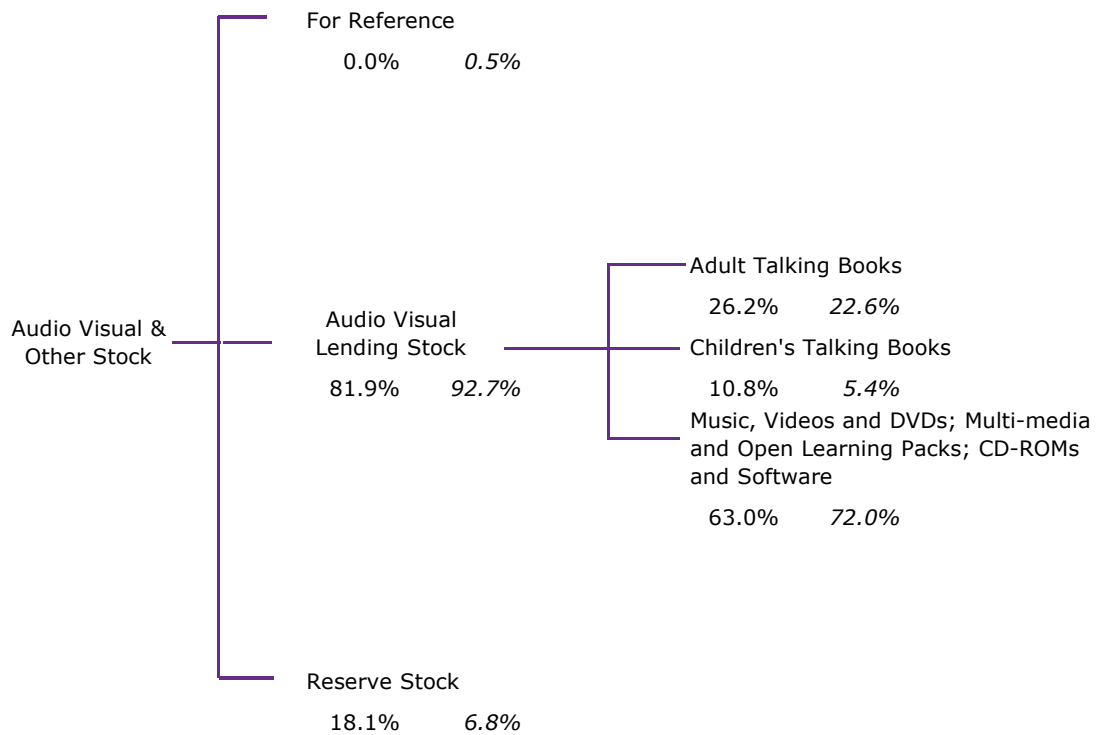 For Reference
0.0% 0.5%
Audio Visual &
Other Stock
Audio Visual
Lending Stock
81.9% 92.7%
Adult Talking Books
26.2% 22.6%
Children's Talking Books
10.8% 5.4%
Music, Videos and DVDs; Multi-media
and Open Learning Packs; CD-ROMs
and Software
63.0% 72.0%
Reserve Stock
18.1% 6.8%